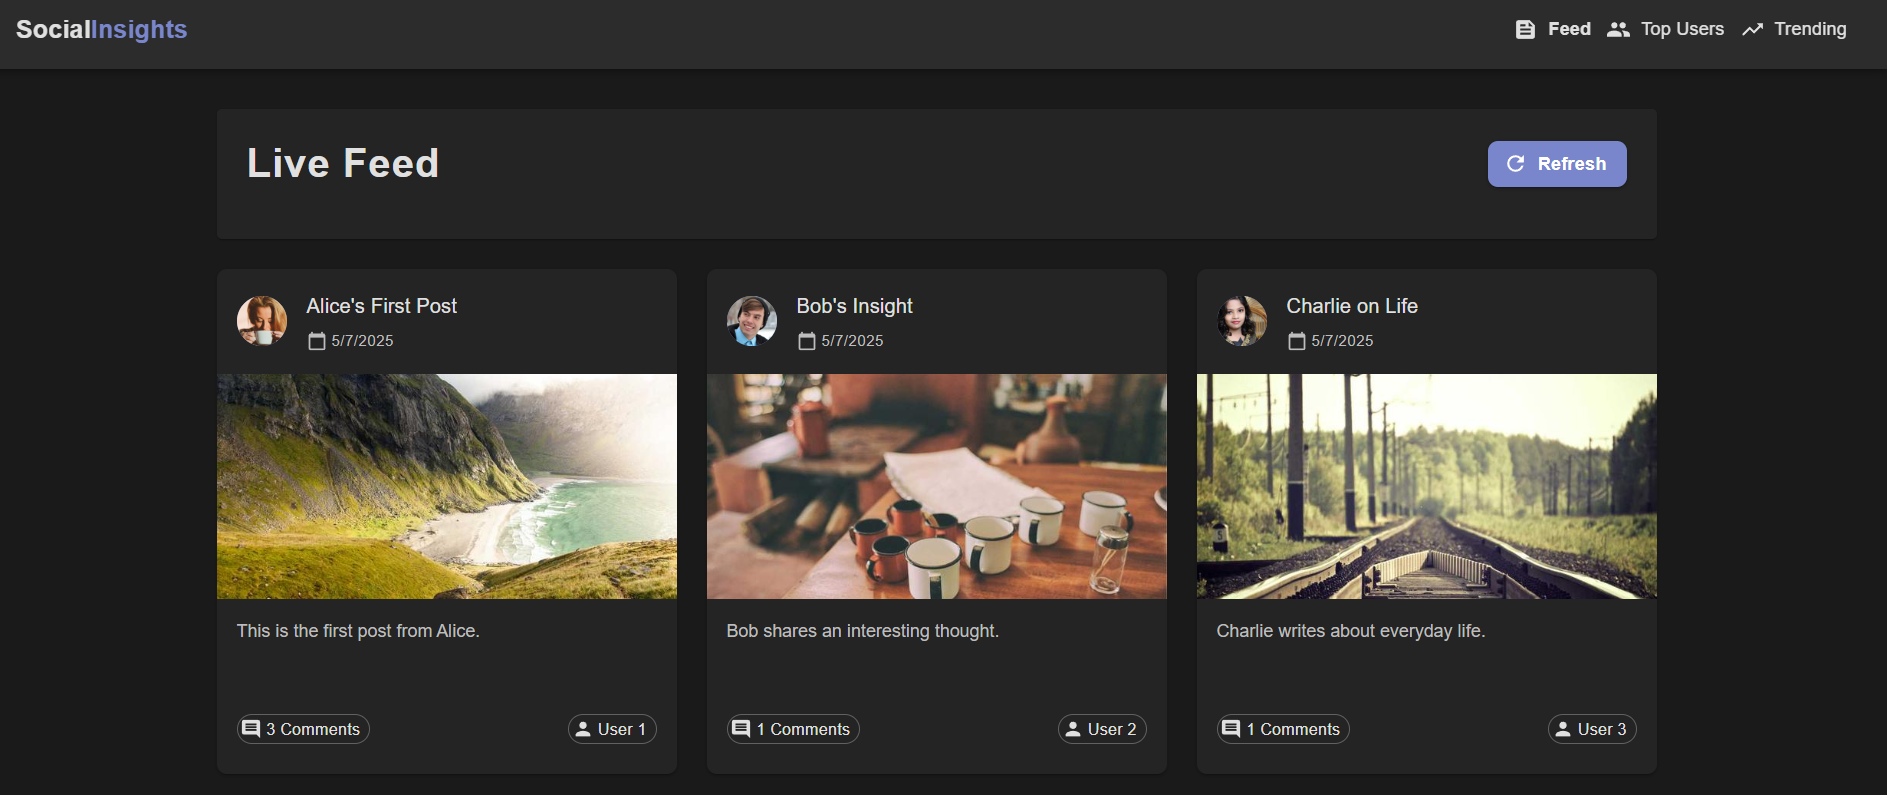 SocialInsights
Feed
Top Users
Trending
Live Feed
Refresh
Alice's First Post
5/7/2025
Bob's Insight
5/7/2025
Charlie on Life
5/7/2025
This is the first post from Alice.
Bob shares an interesting thought.
Charlie writes about everyday life.
3 Comments
User 1
1 Comments
User 2
1 Comments
User 3